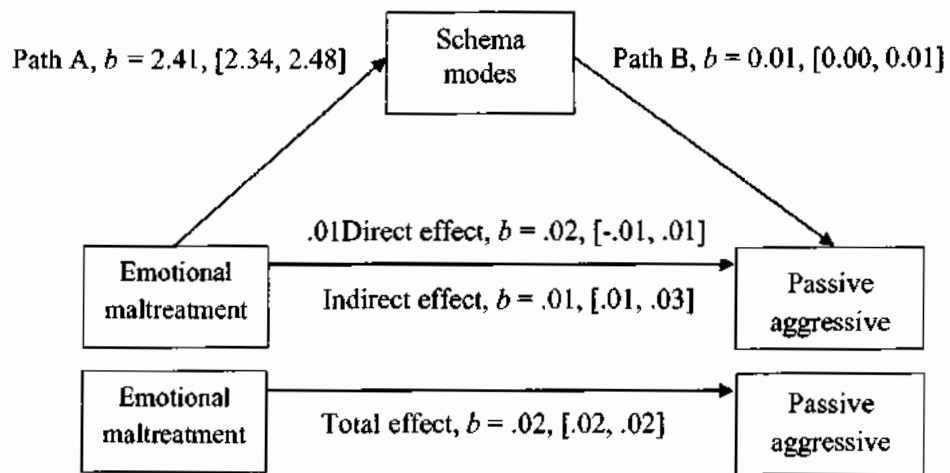 Schema
modes
Path A, b = 2.41, [2.34, 2.48]
Path B, b = 0.01, [0.00, 0.01]
.01Direct effect, b = .02, [-.01, .01]
Emotional
maltreatment
Indirect effect, b = .01, [.01, .03]
Passive
aggressive
Emotional
maltreatment
Total effect, b = .02, [.02, .02]
Passive
aggressive